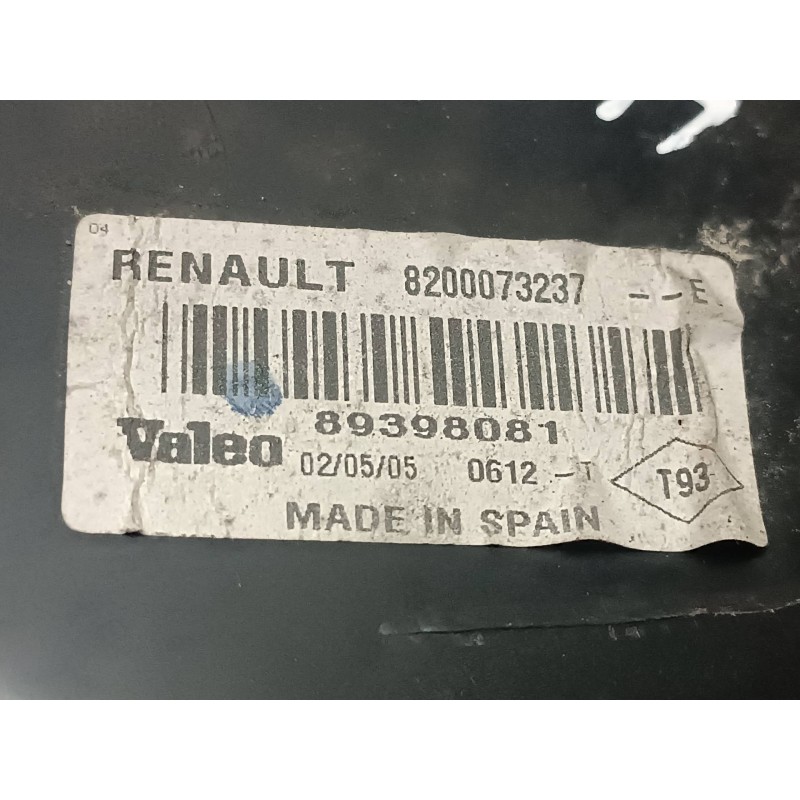 04
RENAULT 8200073237 --E
89398081
Valeo 02/05/05 0612 -T T93
MADE IN SPAIN